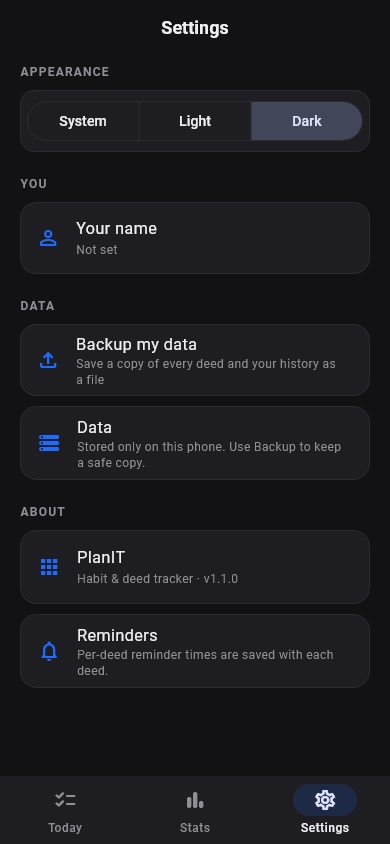 Settings
APPEARANCE
System
Light
Dark
YOU
Your name
Not set
DATA
Backup my data
Save a copy of every deed and your history as
a file
Data
Stored only on this phone. Use Backup to keep
a safe copy.
ABOUT
PlanIT
Habit & deed tracker · v1.1.0
Reminders
Per-deed reminder times are saved with each
deed.
Today
Stats
Settings